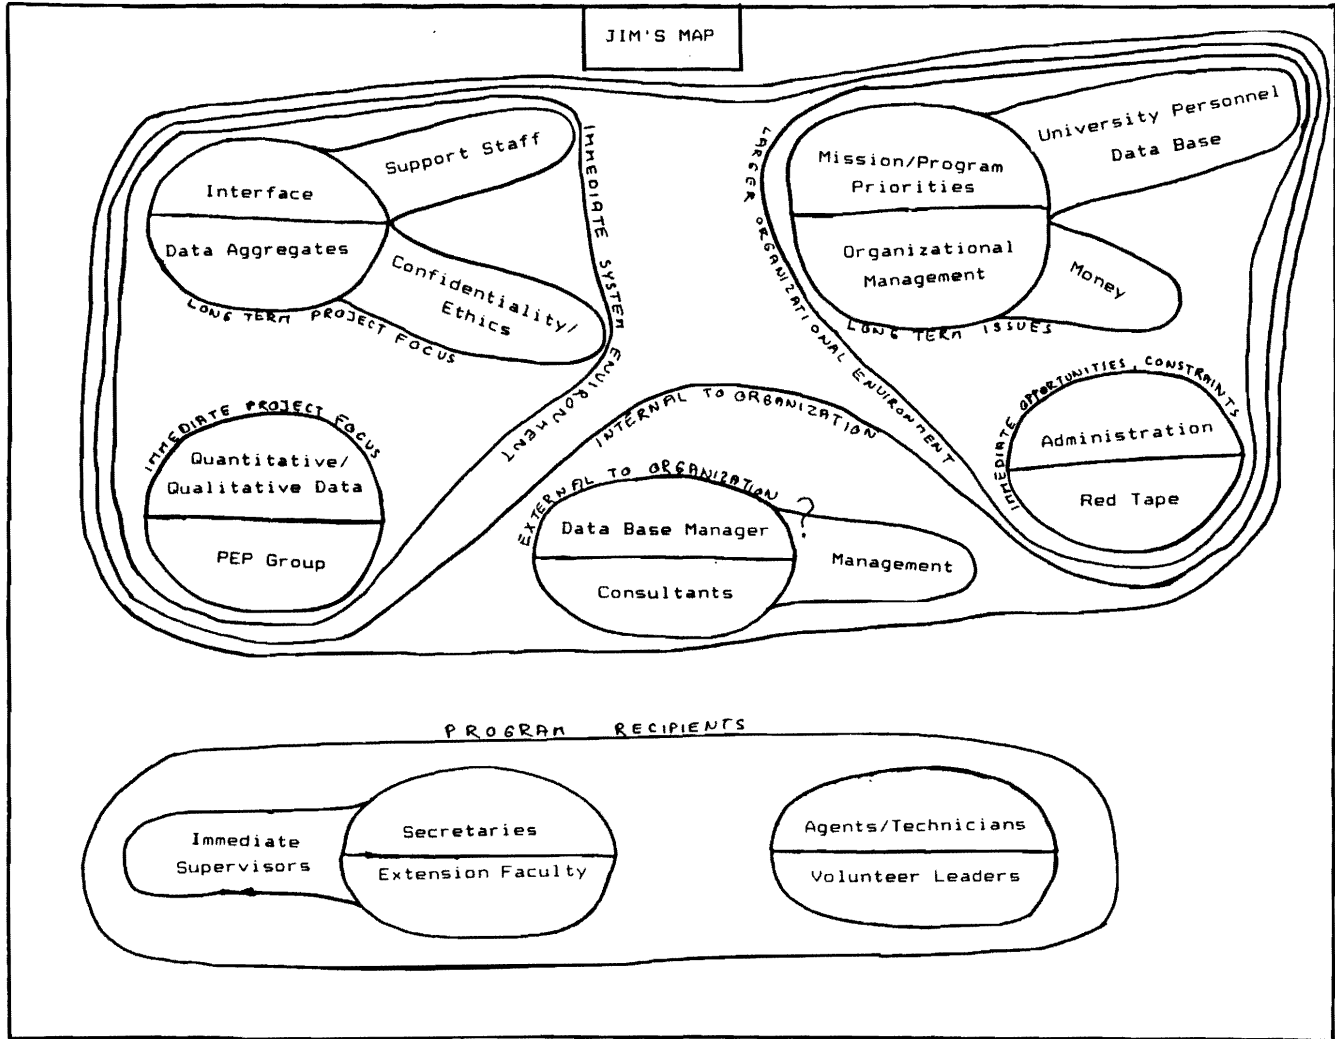 JIM'S MAP
Support Staff
Interface
Data Aggregates
Confidentiality/
Ethics
LONG TERM PROJECT FOCUS
IMMEDIATE SYSTEM ENVIRONMENT
IMMEDIATE PROJECT FOCUS
Quantitative/
Qualitative Data
PEP Group
LARGER ORGANIZATIONAL ENVIRONMENT
University Personnel
Data Base
Mission/Program
Priorities
Organizational
Management
Money
LONG TERM ISSUES
IMMEDIATE OPPORTUNITIES, CONSTRAINTS
Administration
Red Tape
INTERNAL TO ORGANIZATION
EXTERNAL TO ORGANIZATION
?
Data Base Manager
Consultants
Management
PROGRAM RECIPIENTS
Immediate
Supervisors
Secretaries
Extension Faculty
Agents/Technicians
Volunteer Leaders